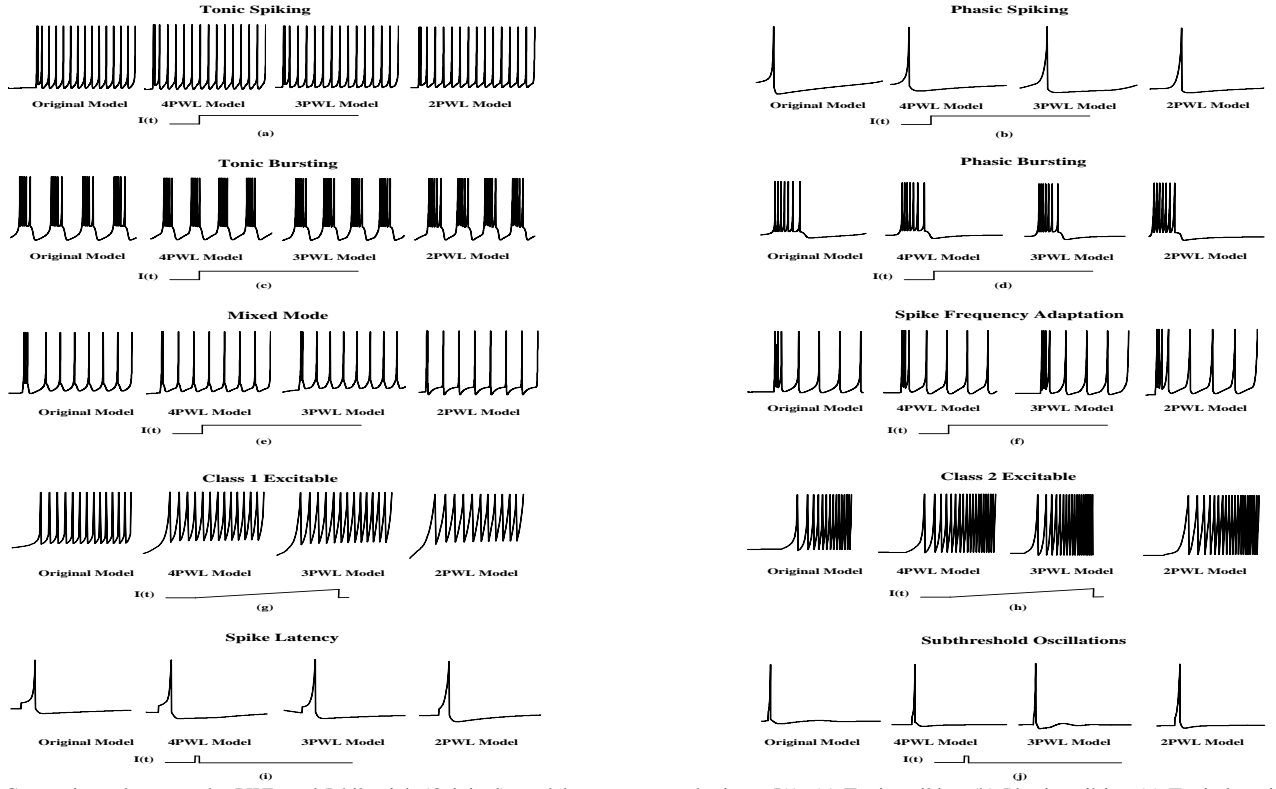 Tonic Spiking
Original Model 4PWL Model 3PWL Model 2PWL Model
I(t)
(a)
Phasic Spiking
Original Model 4PWL Model 3PWL Model 2PWL Model
I(t)
(b)
Tonic Bursting
Original Model 4PWL Model 3PWL Model 2PWL Model
I(t)
(c)
Phasic Bursting
Original Model 4PWL Model 3PWL Model 2PWL Model
I(t)
(d)
Mixed Mode
Original Model 4PWL Model 3PWL Model 2PWL Model
I(t)
(e)
Spike Frequency Adaptation
Original Model 4PWL Model 3PWL Model 2PWL Model
I(t)
(f)
Class 1 Excitable
Original Model 4PWL Model 3PWL Model 2PWL Model
I(t)
(g)
Class 2 Excitable
Original Model 4PWL Model 3PWL Model 2PWL Model
I(t)
(h)
Spike Latency
Original Model 4PWL Model 3PWL Model 2PWL Model
I(t)
(i)
Subthreshold Oscillations
Original Model 4PWL Model 3PWL Model 2PWL Model
I(t)
(j)